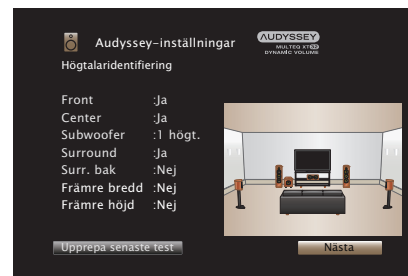 Audyssey-inställningar
AUDYSSEY
MULTEQ XT32
DYNAMIC VOLUME
Högtalaridentifiering
Front :Ja
Center :Ja
Subwoofer :1 högt.
Surround :Ja
Surr. bak :Nej
Främre bredd :Nej
Främre höjd :Nej
Upprepa senaste test
Nästa